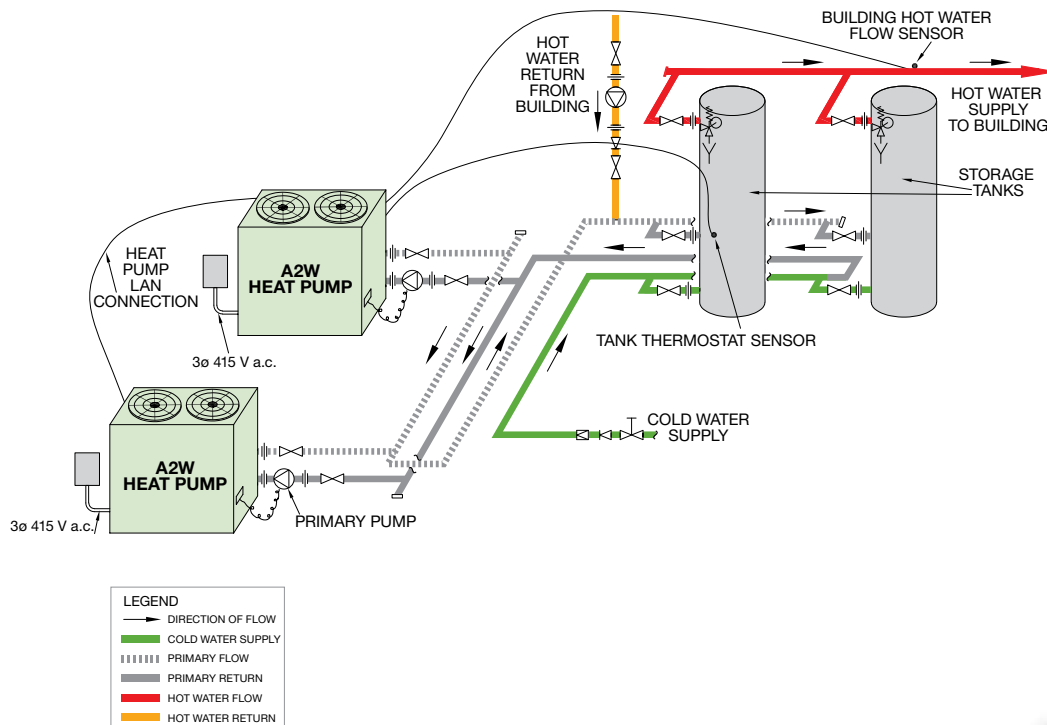 BUILDING HOT WATER
FLOW SENSOR
HOT
WATER
RETURN
FROM
BUILDING
HOT WATER
SUPPLY
TO BUILDING
STORAGE
TANKS
HEAT
PUMP
LAN
CONNECTION
A2W
HEAT PUMP
TANK THERMOSTAT SENSOR
3ø 415 V a.c.
COLD WATER
SUPPLY
A2W
HEAT PUMP
PRIMARY PUMP
3ø 415 V a.c.
LEGEND
DIRECTION OF FLOW
COLD WATER SUPPLY
PRIMARY FLOW
PRIMARY RETURN
HOT WATER FLOW
HOT WATER RETURN